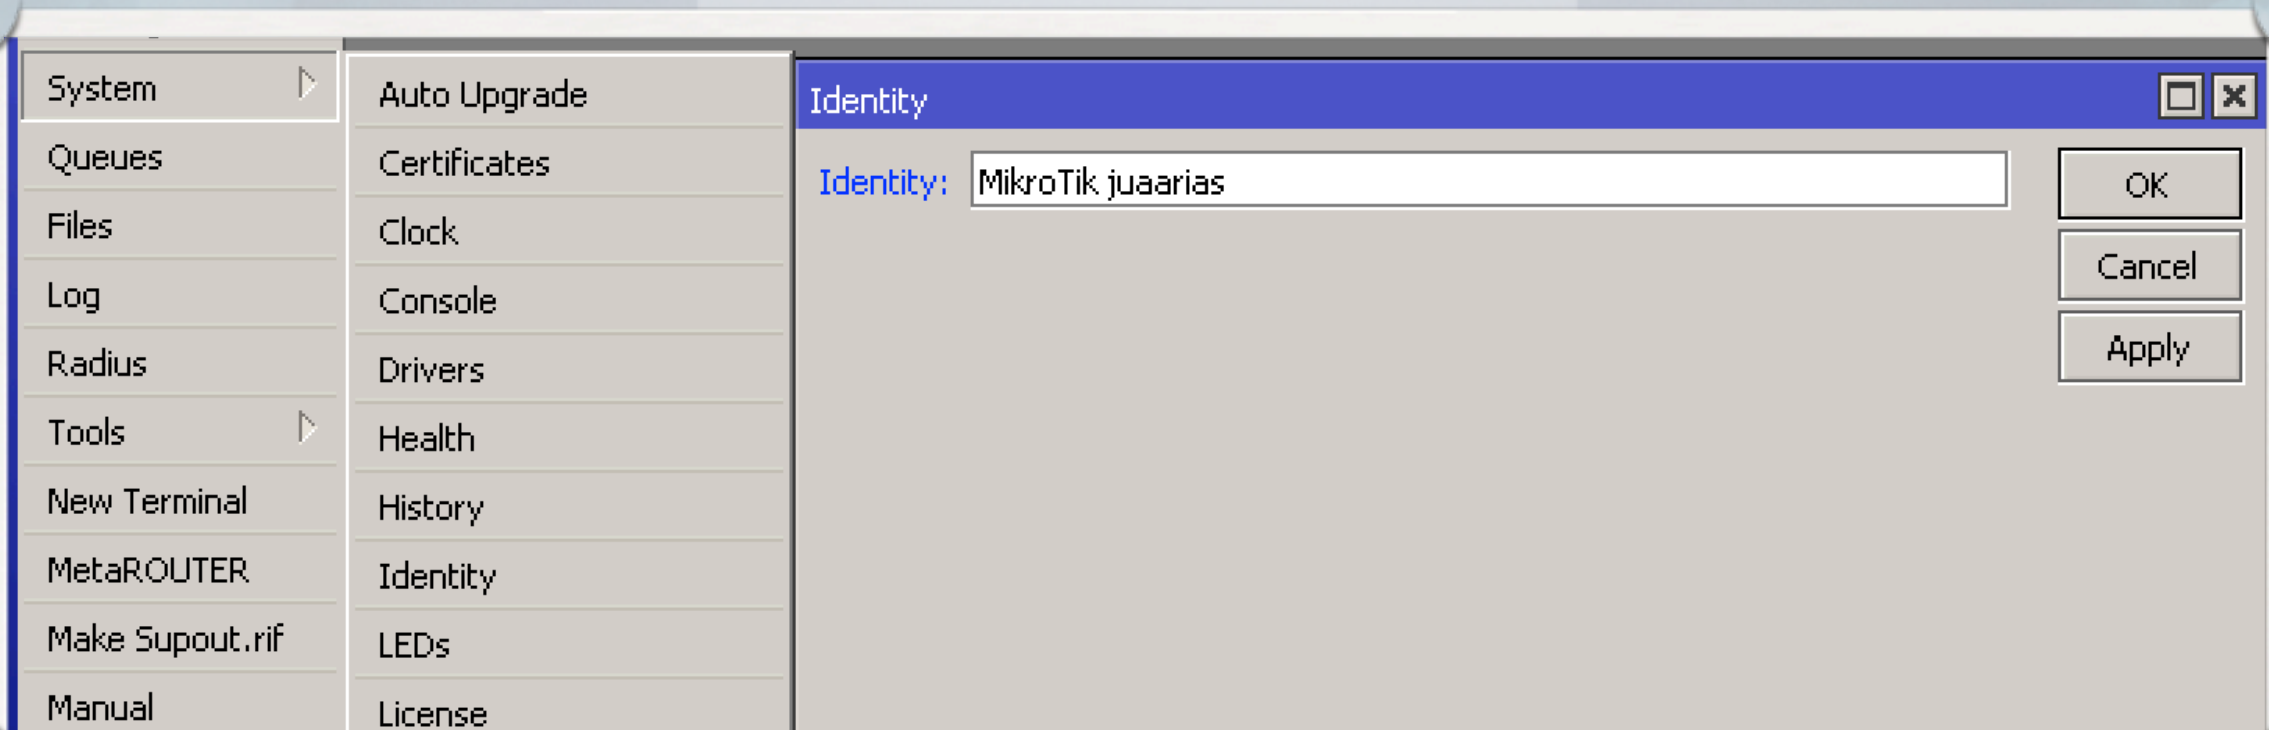 System
Queues
Files
Log
Radius
Tools
New Terminal
MetaROUTER
Make Supout.rif
Manual
Auto Upgrade
Certificates
Clock
Console
Drivers
Health
History
Identity
LEDs
License
Identity
Identity: MikroTik juaarias
OK
Cancel
Apply